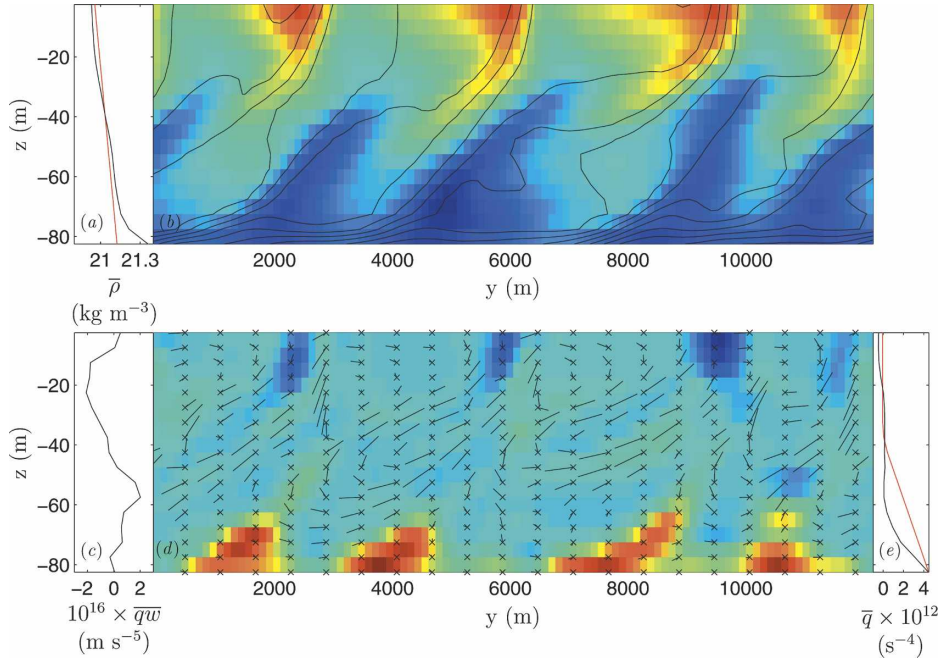 z (m)
−20
−40
−60
−80
(a)
(b)
21 21.3
2000 4000 6000 8000 10000
ρ̅
y (m)
(kg m⁻³)
z (m)
−20
−40
−60
−80
(c)
(d)
(e)
−2 0 2
2000 4000 6000 8000 10000
0 2 4
10¹⁶ × q̅w̅
y (m)
q̅ × 10¹²
(m s⁻⁵)
(s⁻⁴)